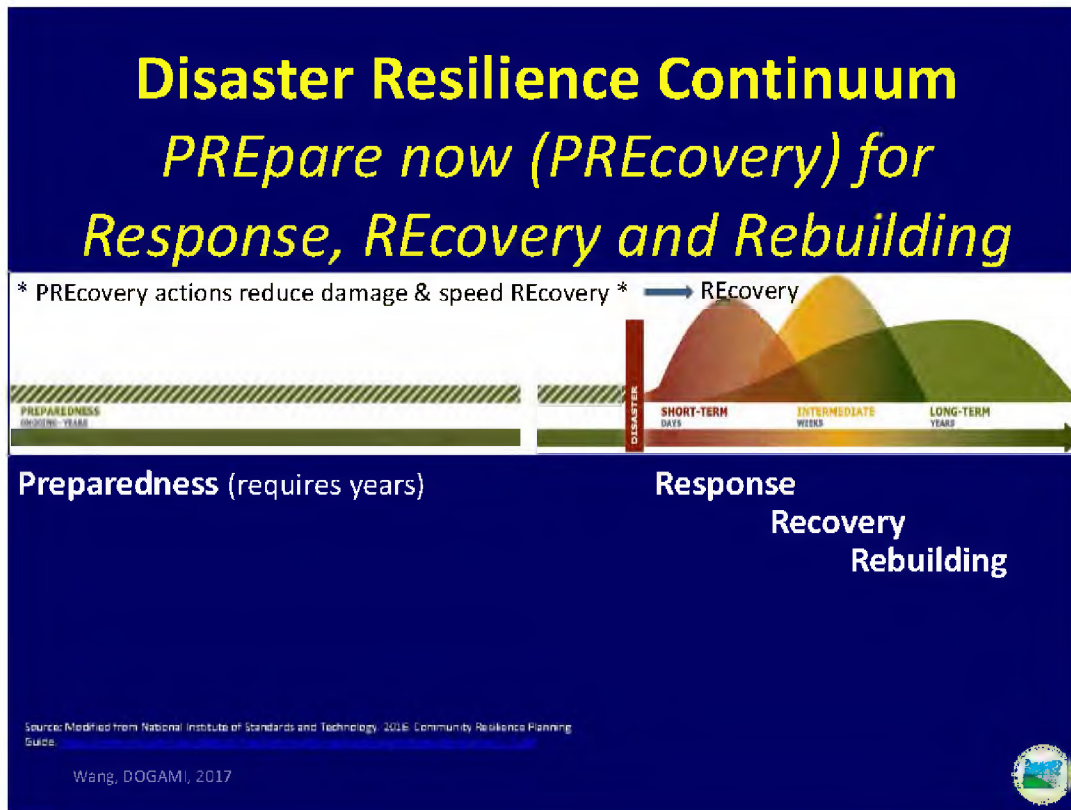 Disaster Resilience Continuum
PREpare now (PREcovery) for
Response, REcovery and Rebuilding
* PREcovery actions reduce damage & speed REcovery * REcovery
PREPAREDNESS
ONGOING - YEARS
DISASTER
SHORT-TERM
DAYS
INTERMEDIATE
WEEKS
LONG-TERM
YEARS
Preparedness (requires years)
Response
Recovery
Rebuilding
Source: Modified from National Institute of Standards and Technology. 2016 Community Resilience Planning
Guide.
Wang, DOGAMI, 2017